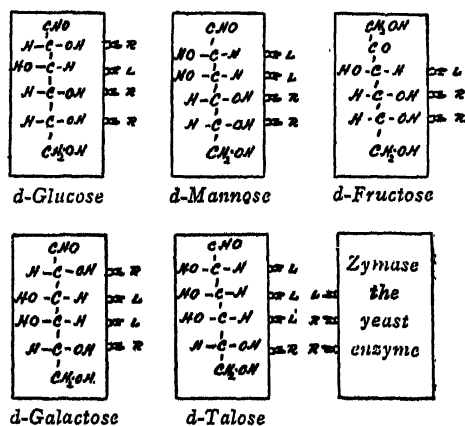 CHO
H-C-OH R
HO-C-H L
H-C-OH R
H-C-OH R
CH2OH
d-Glucose
CHO
HO-C-H L
HO-C-H L
H-C-OH R
H-C-OH R
CH2OH
d-Mannose
CH2OH
CO
HO-C-H L
H-C-OH R
H-C-OH R
CH2OH
d-Fructose
CHO
H-C-OH R
HO-C-H L
HO-C-H L
H-C-OH R
CH2OH
d-Galactose
CHO
HO-C-H L
HO-C-H L
HO-C-H L
H-C-OH R
CH2OH
d-Talose
Zymase
L the
R yeast
R enzyme